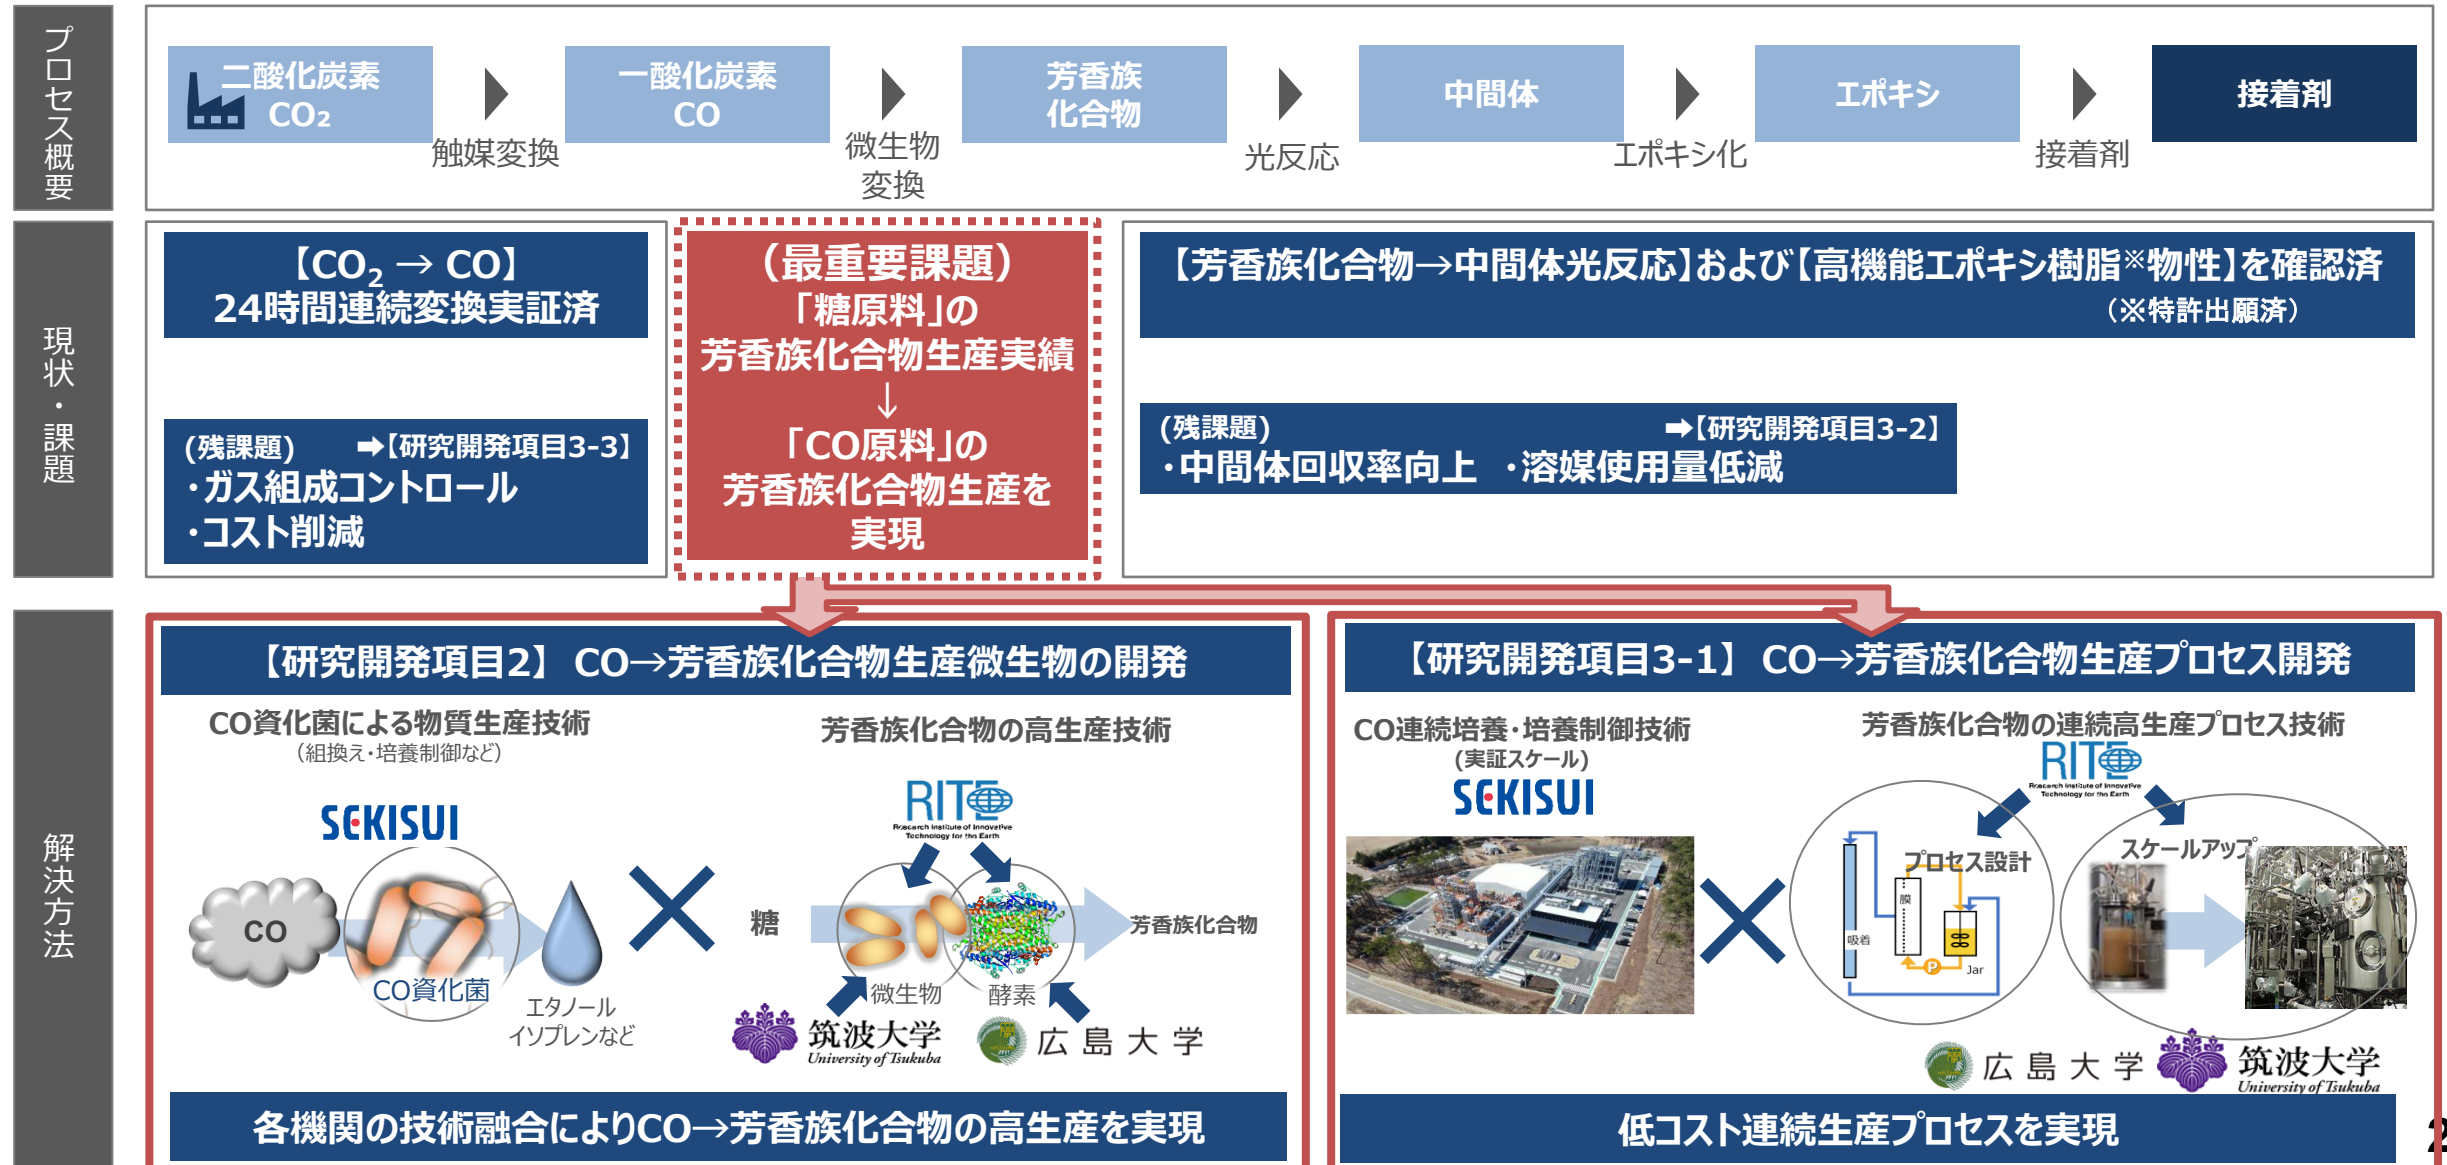 プロセス概要
二酸化炭素
CO₂
触媒変換
一酸化炭素
CO
微生物
変換
芳香族
化合物
光反応
中間体
エポキシ化
エポキシ
接着剤
接着剤
現状・課題
【CO₂ → CO】
24時間連続変換実証済
(残課題) ➡【研究開発項目3-3】
・ガス組成コントロール
・コスト削減
（最重要課題）
「糖原料」の
芳香族化合物生産実績
↓
「CO原料」の
芳香族化合物生産を
実現
【芳香族化合物→中間体光反応】および【高機能エポキシ樹脂※物性】を確認済
（※特許出願済）
(残課題) ➡【研究開発項目3-2】
・中間体回収率向上 ・溶媒使用量低減
解決方法
【研究開発項目2】 CO→芳香族化合物生産微生物の開発
CO資化菌による物質生産技術
（組換え・培養制御など）
SEKISUI
CO
CO資化菌
エタノール
イソプレンなど
芳香族化合物の高生産技術
RITE
Research Institute of Innovative
Technology for the Earth
糖
微生物
酵素
芳香族化合物
筑波大学
University of Tsukuba
広島大学
各機関の技術融合によりCO→芳香族化合物の高生産を実現
【研究開発項目3-1】 CO→芳香族化合物生産プロセス開発
CO連続培養・培養制御技術
(実証スケール)
SEKISUI
芳香族化合物の連続高生産プロセス技術
RITE
Research Institute of Innovative
Technology for the Earth
プロセス設計
膜
吸着
P
Jar
スケールアップ
広島大学
筑波大学
University of Tsukuba
低コスト連続生産プロセスを実現
2